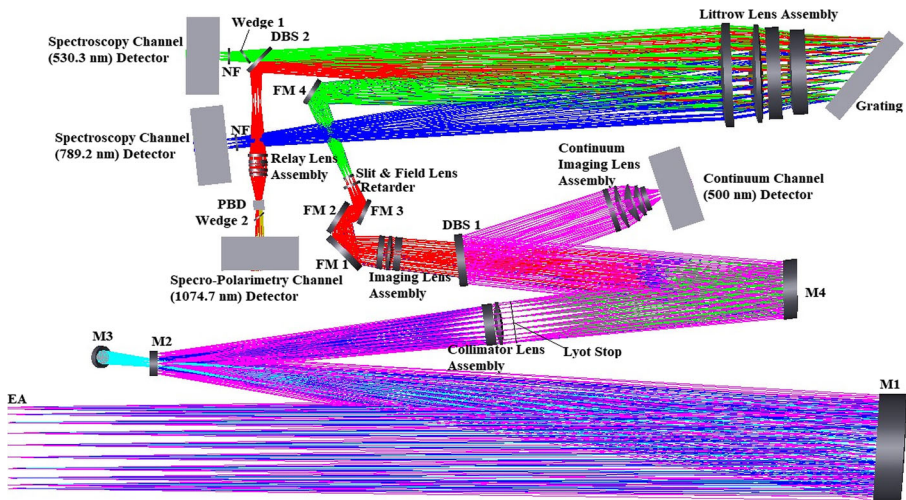 Wedge 1
DBS 2
Littrow Lens Assembly
Spectroscopy Channel
(530.3 nm) Detector
NF
FM 4
Grating
NF
Spectroscopy Channel
(789.2 nm) Detector
Continuum
Imaging Lens
Assembly
Relay Lens
Assembly
Slit & Field Lens
Retarder
Continuum Channel
(500 nm) Detector
PBD
Wedge 2
FM 2
FM 3
DBS 1
FM 1
Imaging Lens
Assembly
Specro-Polarimetry Channel
(1074.7 nm) Detector
M4
M3
M2
Collimator Lens
Assembly
Lyot Stop
M1
EA